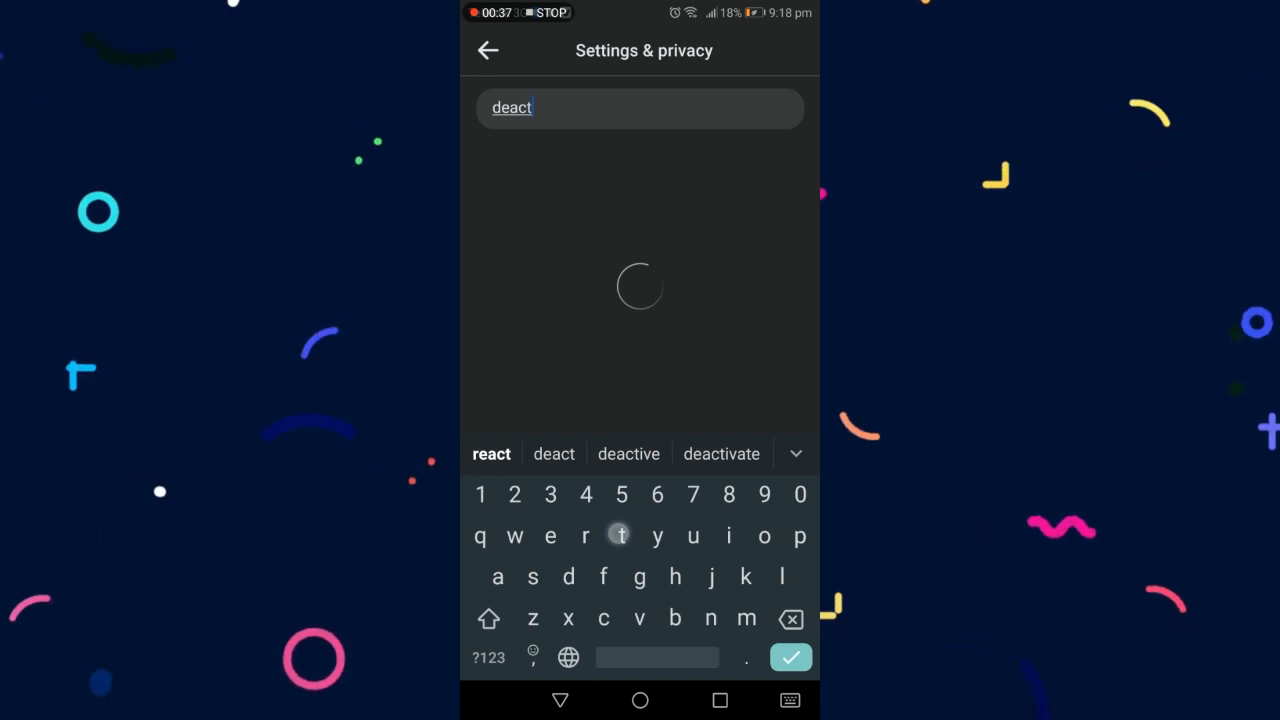 00:37 STOP 18% 9:18 pm
Settings & privacy
deact
react deact deactive deactivate
1 2 3 4 5 6 7 8 9 0
q w e r t y u i o p
a s d f g h j k l
z x c v b n m
?123 , .